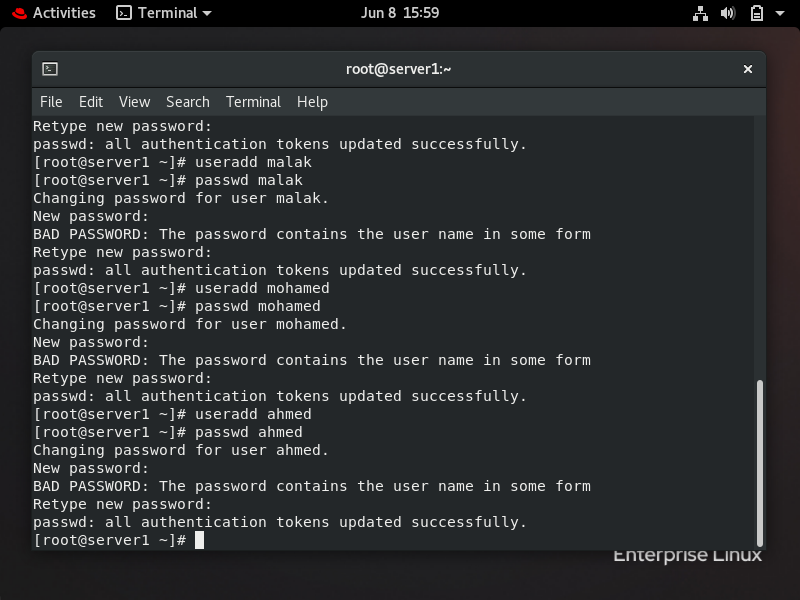 Activities Terminal Jun 8 15:59
root@server1:~
File Edit View Search Terminal Help
Retype new password:
passwd: all authentication tokens updated successfully.
[root@server1 ~]# useradd malak
[root@server1 ~]# passwd malak
Changing password for user malak.
New password:
BAD PASSWORD: The password contains the user name in some form
Retype new password:
passwd: all authentication tokens updated successfully.
[root@server1 ~]# useradd mohamed
[root@server1 ~]# passwd mohamed
Changing password for user mohamed.
New password:
BAD PASSWORD: The password contains the user name in some form
Retype new password:
passwd: all authentication tokens updated successfully.
[root@server1 ~]# useradd ahmed
[root@server1 ~]# passwd ahmed
Changing password for user ahmed.
New password:
BAD PASSWORD: The password contains the user name in some form
Retype new password:
passwd: all authentication tokens updated successfully.
[root@server1 ~]#
Enterprise Linux